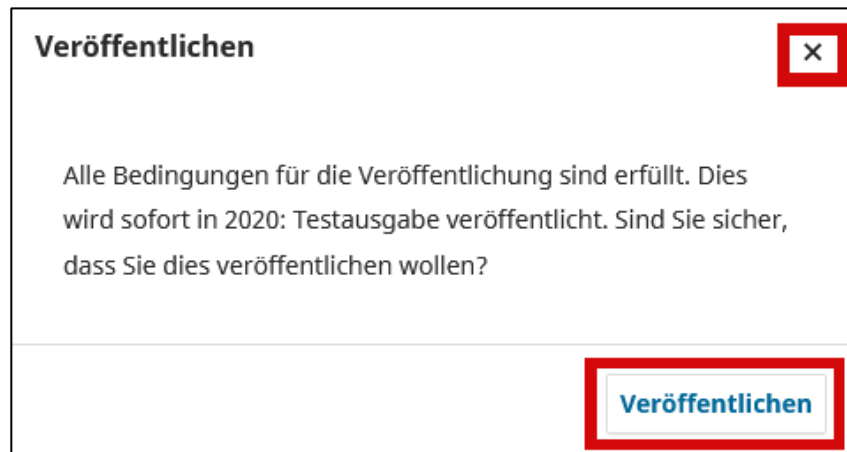 Veröffentlichen
×
Alle Bedingungen für die Veröffentlichung sind erfüllt. Dies
wird sofort in 2020: Testausgabe veröffentlicht. Sind Sie sicher,
dass Sie dies veröffentlichen wollen?
Veröffentlichen